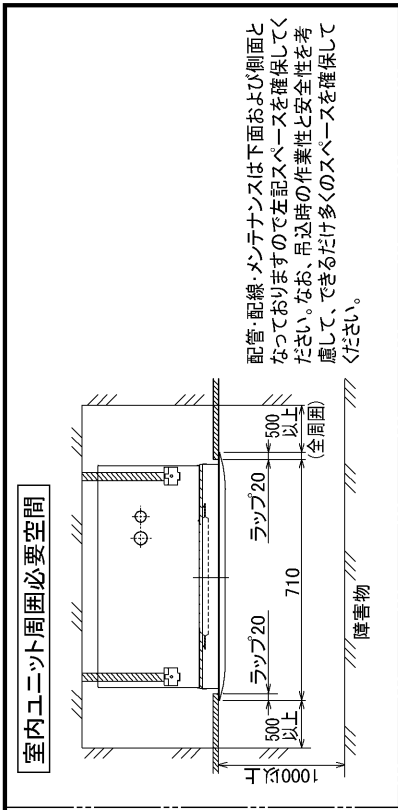 室内ユニット周囲必要空間
1000以上
500
以上
ラップ20
710
ラップ20
500
以上
(全周囲)
障害物
配管・配線・メンテナンスは下面および側面と
なっておりますので左記スペースを確保してく
ださい。なお、吊込時の作業性と安全性を考
慮して、できるだけ多くのスペースを確保して
ください。